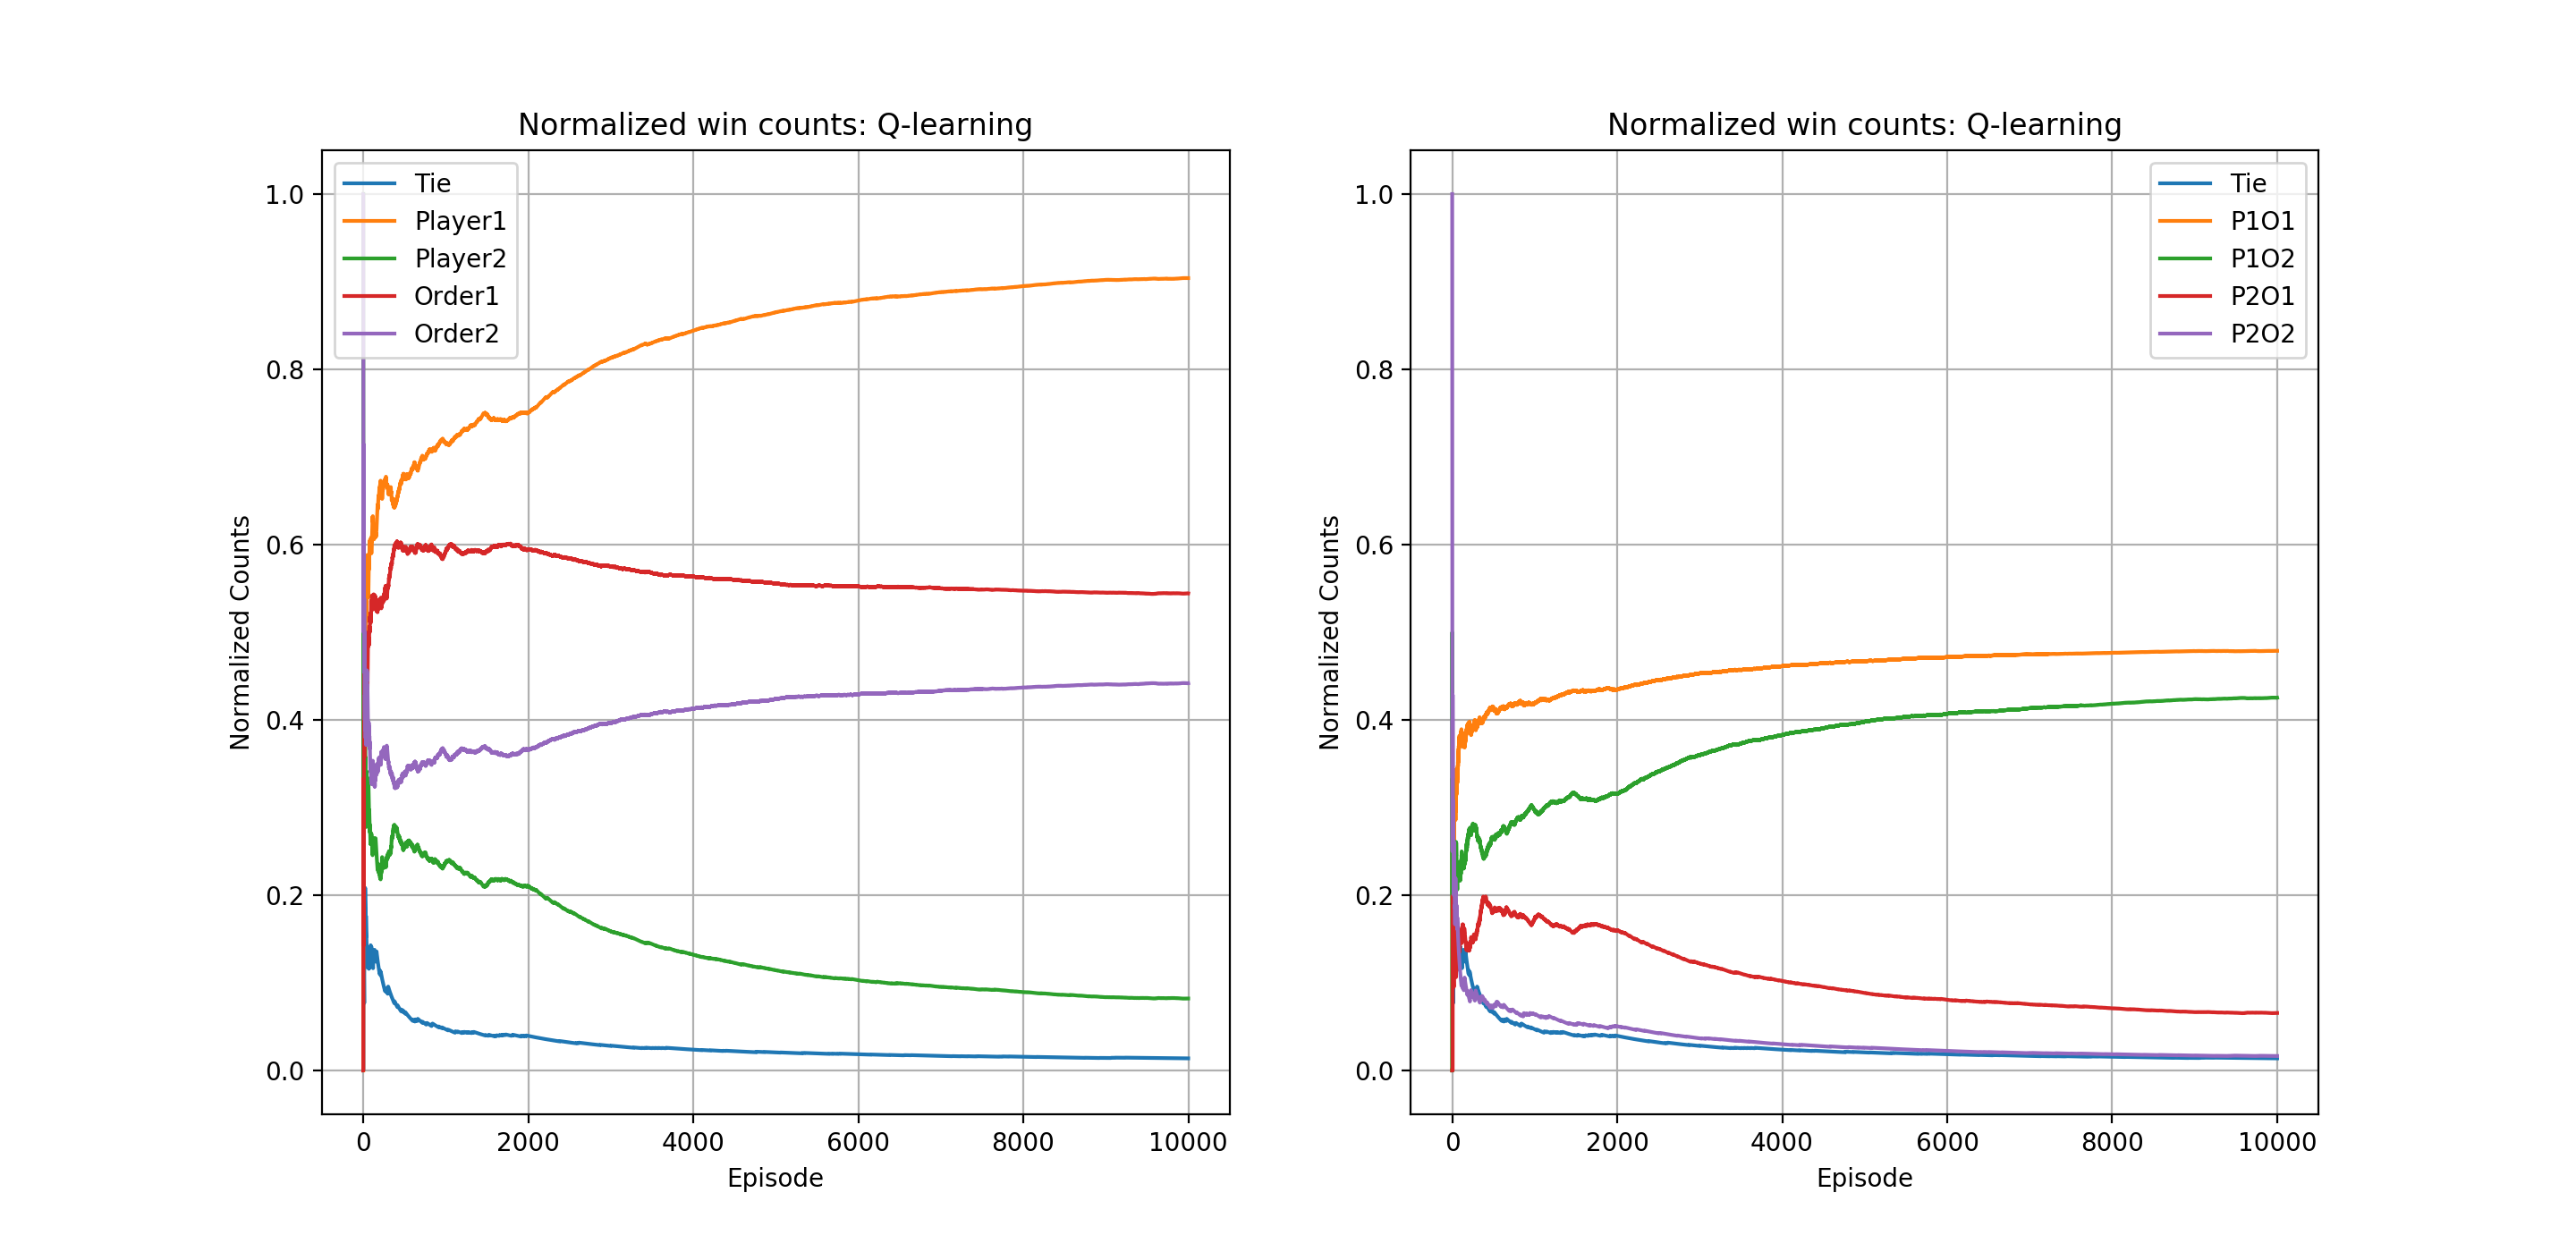 Normalized win counts: Q-learning
Tie
Player1
Player2
Order1
Order2
1.0
0.8
0.6
0.4
0.2
0.0
Normalized Counts
0 2000 4000 6000 8000 10000
Episode
Normalized win counts: Q-learning
Tie
P1O1
P1O2
P2O1
P2O2
1.0
0.8
0.6
0.4
0.2
0.0
Normalized Counts
0 2000 4000 6000 8000 10000
Episode